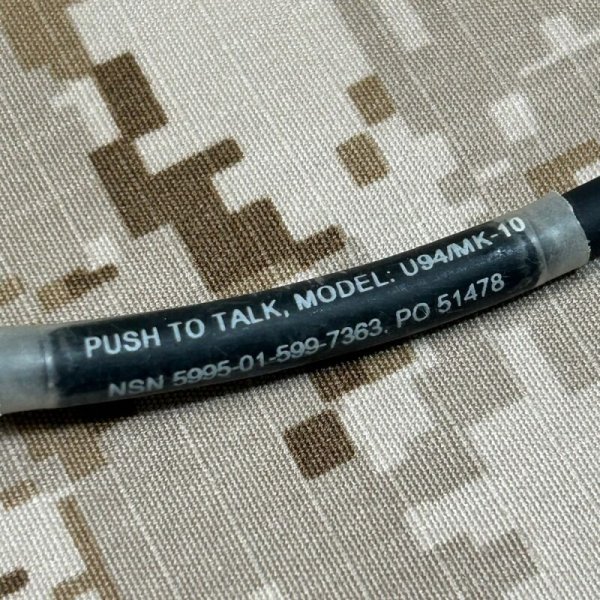 PUSH TO TALK, MODEL: U94/MK-10
NSN 5995-01-599-7363. PO 51478